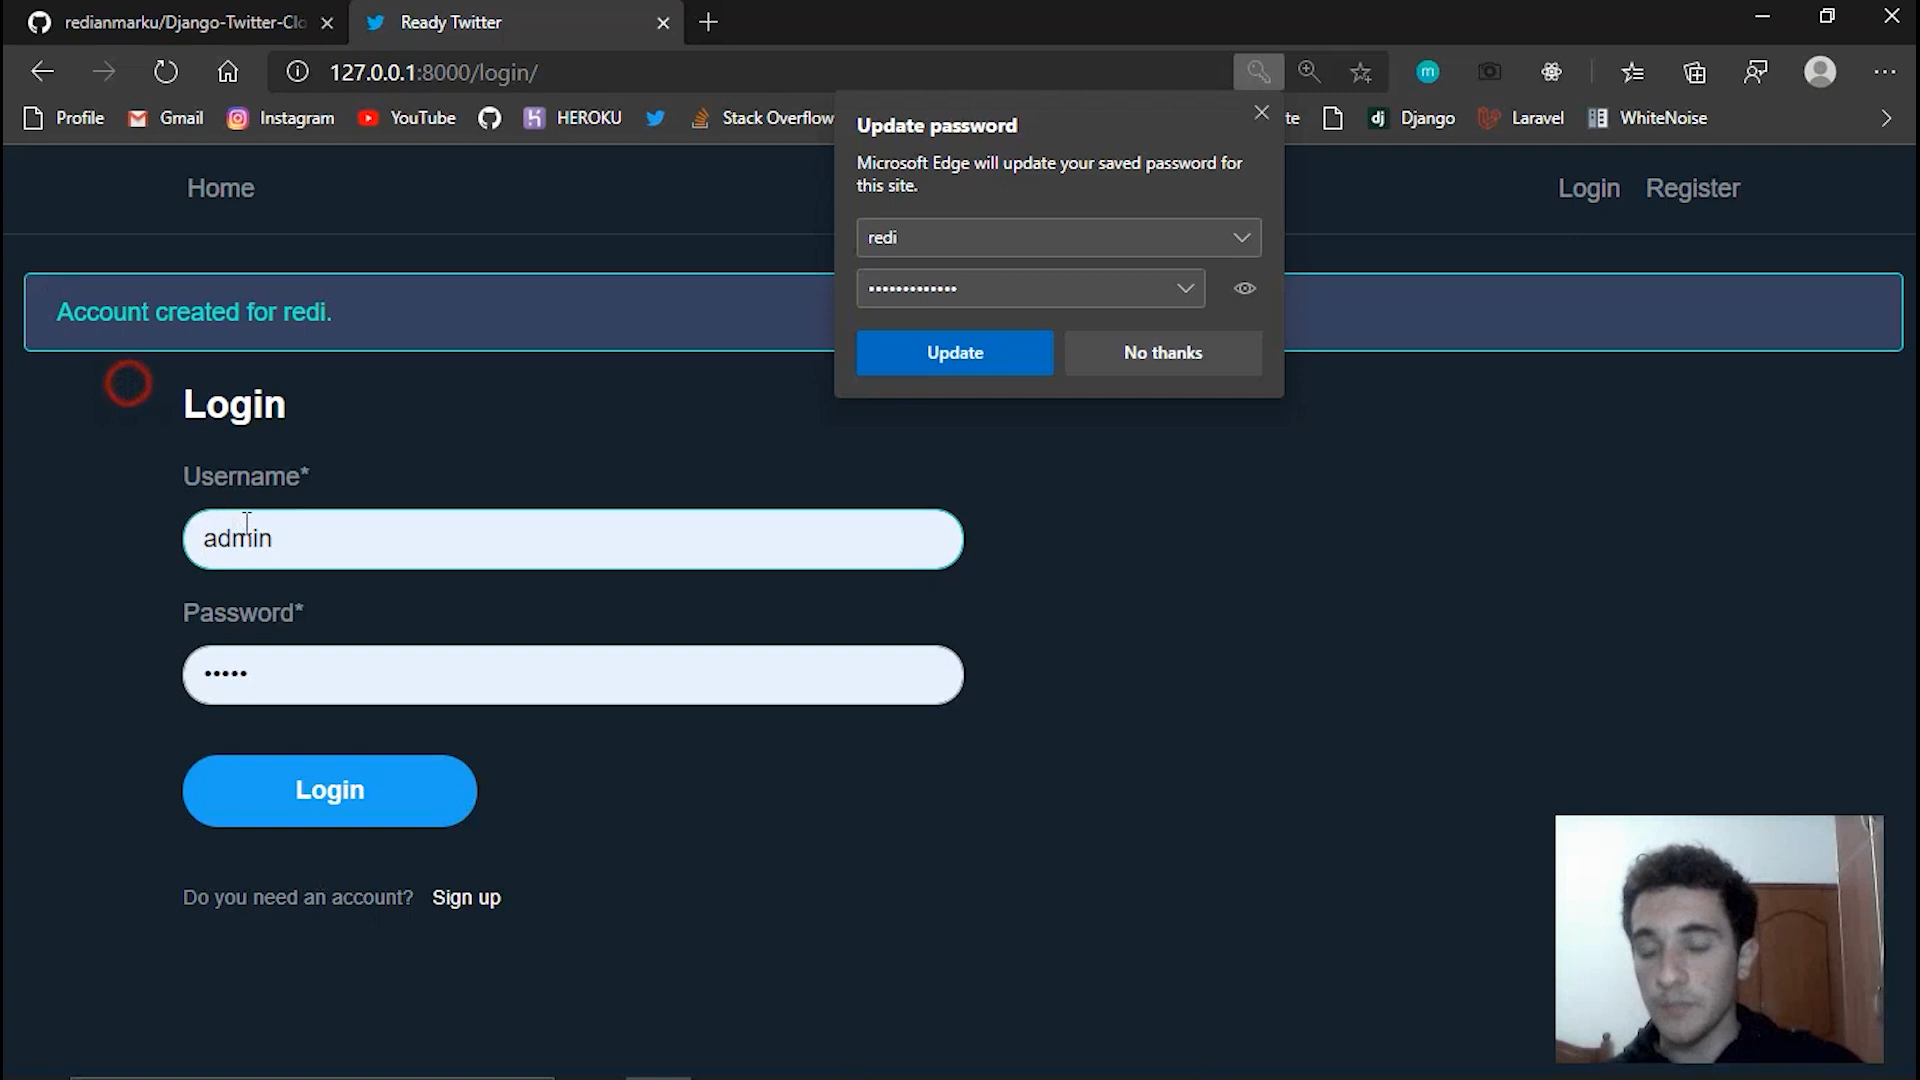 redianmarku/Django-Twitter-Clo
Ready Twitter
127.0.0.1:8000/login/
m
Profile
Gmail
Instagram
YouTube
HEROKU
Stack Overflow
te
dj
Django
Laravel
WhiteNoise
Update password
Microsoft Edge will update your saved password for
this site.
redi
•••••••••••••
Update
No thanks
Home
Login
Register
Account created for redi.
Login
Username*
admin
Password*
•••••
Login
Do you need an account? Sign up